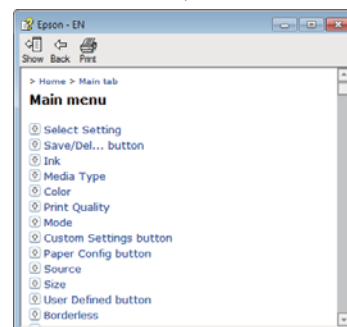 Epson - EN
Show Back Print
> Home > Main tab
Main menu
Select Setting
Save/Del... button
Ink
Media Type
Color
Print Quality
Mode
Custom Settings button
Paper Config button
Source
Size
User Defined button
Borderless